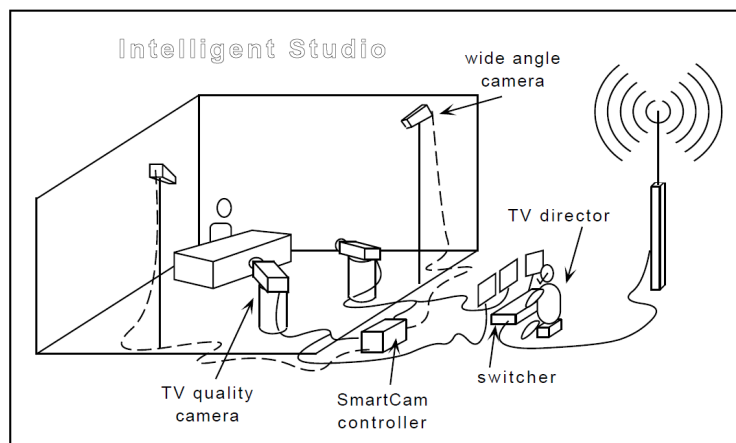 Intelligent Studio
wide angle
camera
TV director
TV quality
camera
SmartCam
controller
switcher